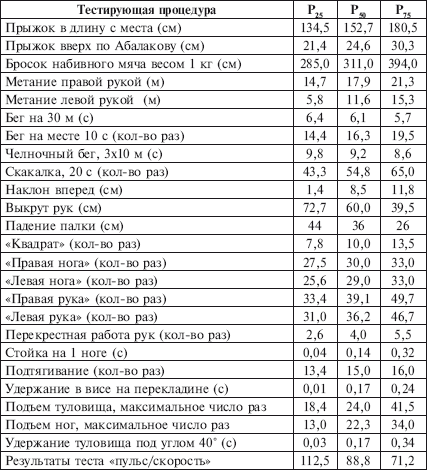 Тестирующая процедура P25 P50 P75
Прыжок в длину с места (см) 134,5 152,7 180,5
Прыжок вверх по Абалакову (см) 21,4 24,6 30,3
Бросок набивного мяча весом 1 кг (см) 285,0 311,0 394,0
Метание правой рукой (м) 14,7 17,9 21,3
Метание левой рукой (м) 5,8 11,6 15,3
Бег на 30 м (с) 6,4 6,1 5,7
Бег на месте 10 с (кол-во раз) 14,4 16,3 19,5
Челночный бег, 3x10 м (с) 9,8 9,2 8,6
Скакалка, 20 с (кол-во раз) 43,3 54,8 65,0
Наклон вперед (см) 1,4 8,5 11,8
Выкрут рук (см) 72,7 60,0 39,5
Падение палки (см) 44 36 26
«Квадрат» (кол-во раз) 7,8 10,0 13,5
«Правая нога» (кол-во раз) 27,5 30,0 33,0
«Левая нога» (кол-во раз) 25,6 29,0 33,0
«Правая рука» (кол-во раз) 33,4 39,1 49,7
«Левая рука» (кол-во раз) 31,0 36,2 46,7
Перекрестная работа рук (кол-во раз) 2,6 4,0 5,5
Стойка на 1 ноге (с) 0,04 0,14 0,32
Подтягивание (кол-во раз) 13,4 15,0 16,0
Удержание в висе на перекладине (с) 0,01 0,17 0,24
Подъем туловища, максимальное число раз 18,4 24,0 41,5
Подъем ног, максимальное число раз 13,0 22,3 34,0
Удержание туловища под углом 40˚ (с) 0,03 0,17 0,34
Результаты теста «пульс/скорость» 112,5 88,8 71,2